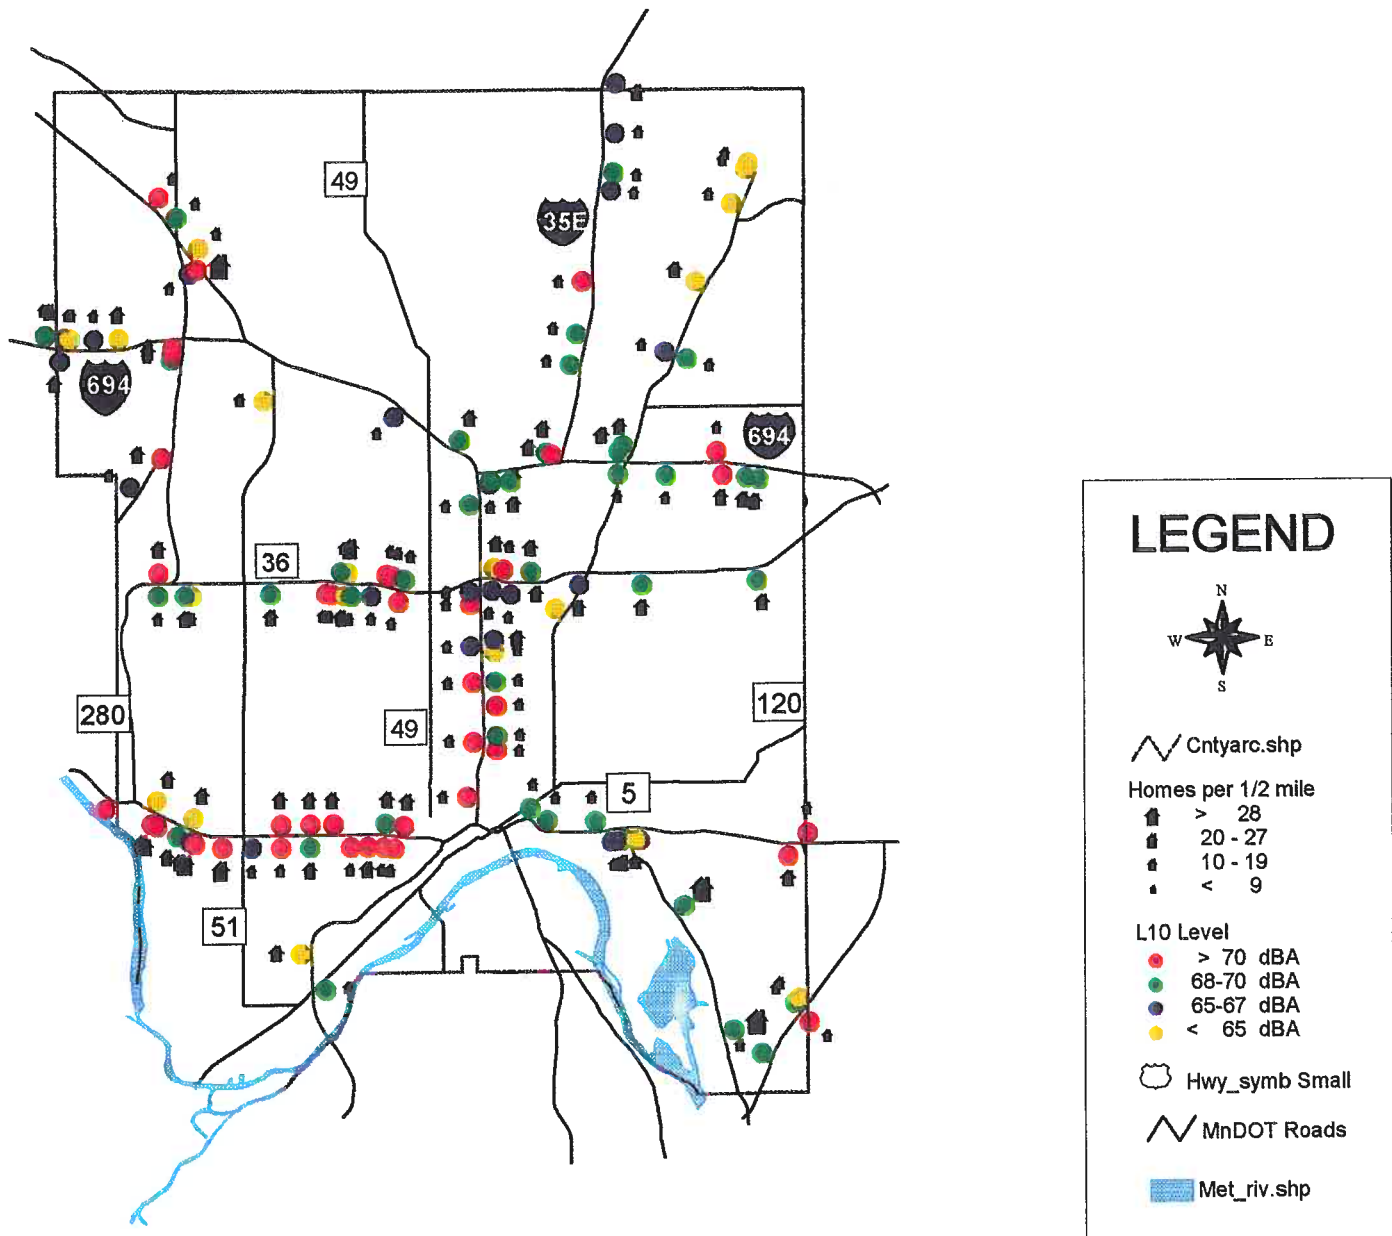 49
35E
694
694
36
280
49
120
5
51
LEGEND
N
W E
S
Cntyarc.shp
Homes per 1/2 mile
> 28
20 - 27
10 - 19
< 9
L10 Level
> 70 dBA
68-70 dBA
65-67 dBA
< 65 dBA
Hwy_symb Small
MnDOT Roads
Met_riv.shp